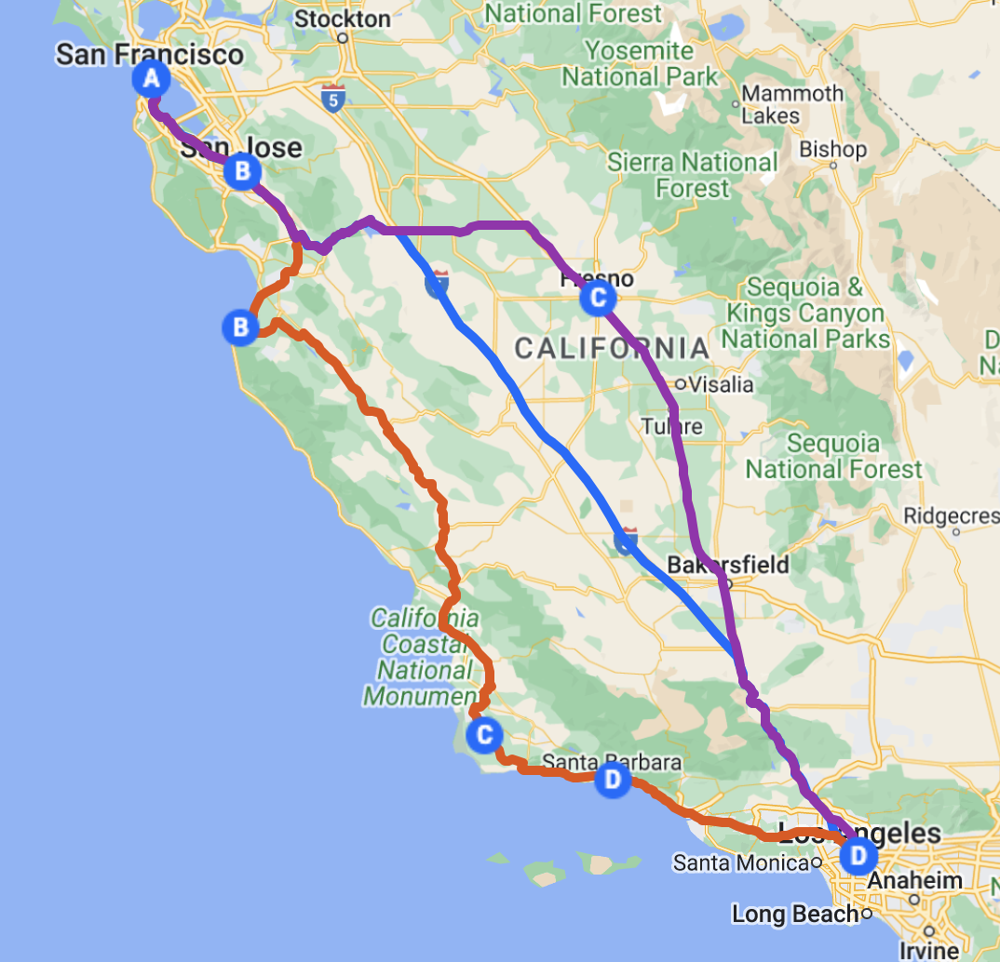 Stockton
National Forest
San Francisco
A
Yosemite
National Park
5
Mammoth
Lakes
San Jose
B
Bishop
Sierra National
Forest
Fresno
C
Sequoia &
Kings Canyon
National Parks
B
CALIFORNIA
Visalia
Tulare
Sequoia
National Forest
Ridgecres
Bakersfield
California
Coastal
National
Monument
C
Santa Barbara
D
Los Angeles
D
Santa Monica
Anaheim
Long Beach
Irvine